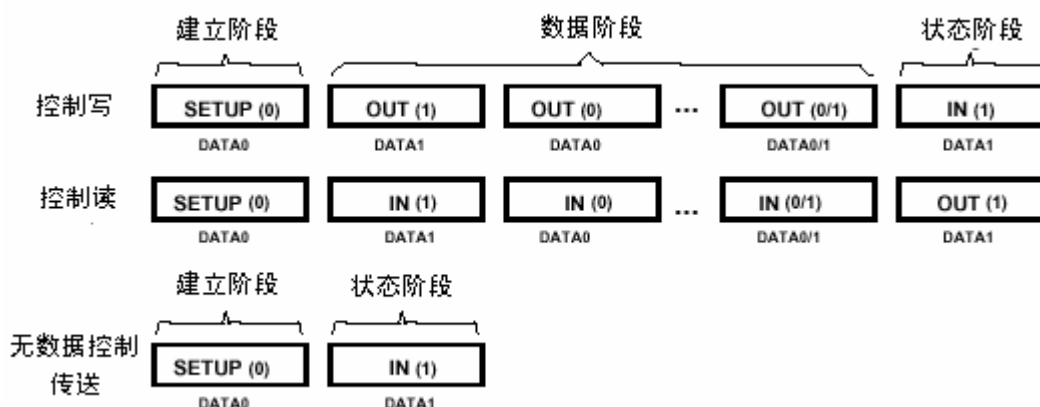 建立阶段 数据阶段 状态阶段
控制写 SETUP (0) OUT (1) OUT (0) ... OUT (0/1) IN (1)
DATA0 DATA1 DATA0 DATA0/1 DATA1
控制读 SETUP (0) IN (1) IN (0) ... IN (0/1) OUT (1)
DATA0 DATA1 DATA0 DATA0/1 DATA1
建立阶段 状态阶段
无数据控制
传送
SETUP (0) IN (1)
DATA0 DATA1